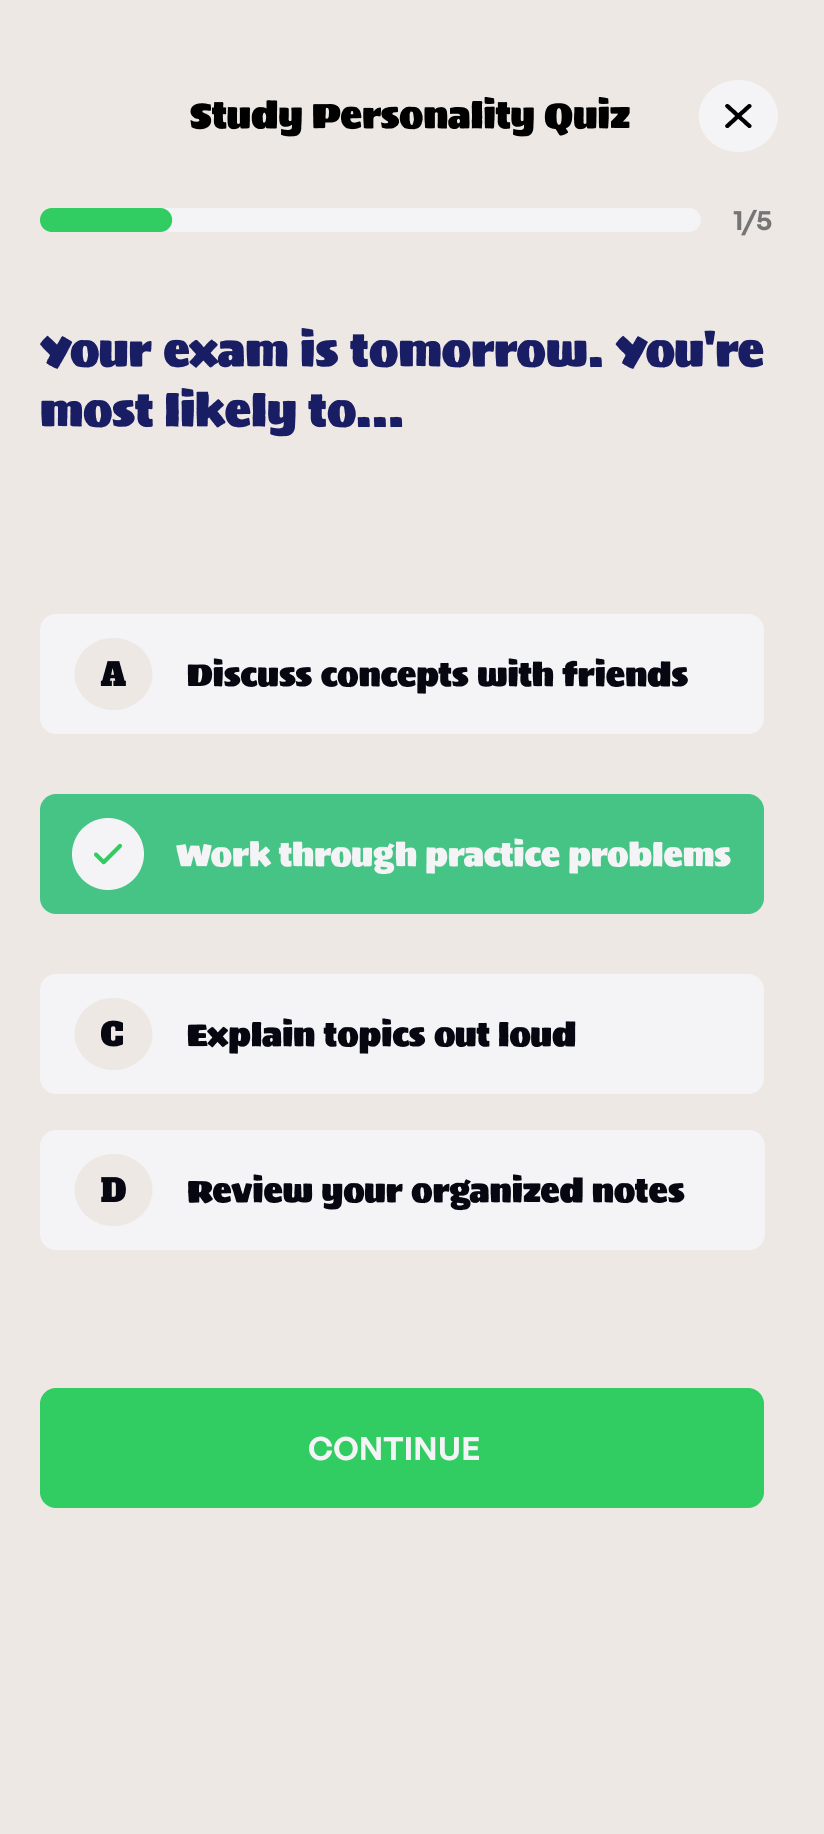 Study Personality Quiz
1/5
Your exam is tomorrow. You're
most likely to...
A Discuss concepts with friends
Work through practice problems
C Explain topics out loud
D Review your organized notes
CONTINUE